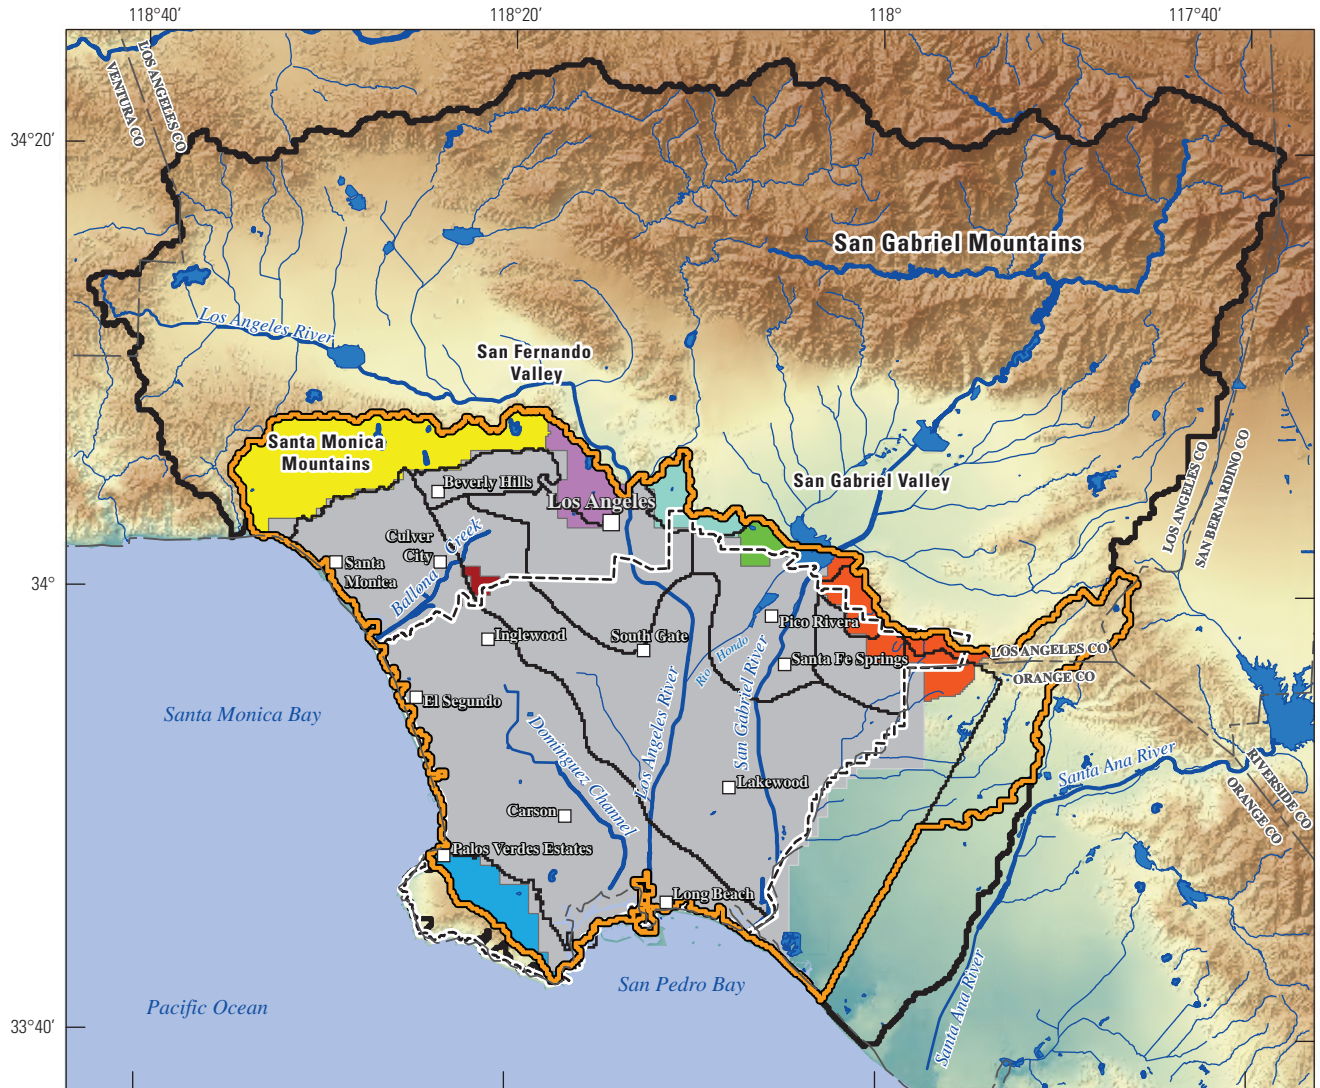 118°40'
118°20'
118°
117°40'
34°20'
34°
33°40'
LOS ANGELES CO
VENTURA CO
San Gabriel Mountains
Los Angeles River
San Fernando
Valley
Santa Monica
Mountains
San Gabriel Valley
LOS ANGELES CO
SAN BERNARDINO CO
Beverly Hills
Los Angeles
Culver
City
Ballona Creek
Santa
Monica
Inglewood
South Gate
Rio Hondo
Pico Rivera
Santa Fe Springs
LOS ANGELES CO
ORANGE CO
El Segundo
Santa Monica Bay
Dominguez Channel
Los Angeles River
San Gabriel River
Lakewood
Santa Ana River
RIVERSIDE CO
ORANGE CO
Carson
Palos Verdes Estates
Long Beach
San Pedro Bay
Pacific Ocean
Santa Ana River